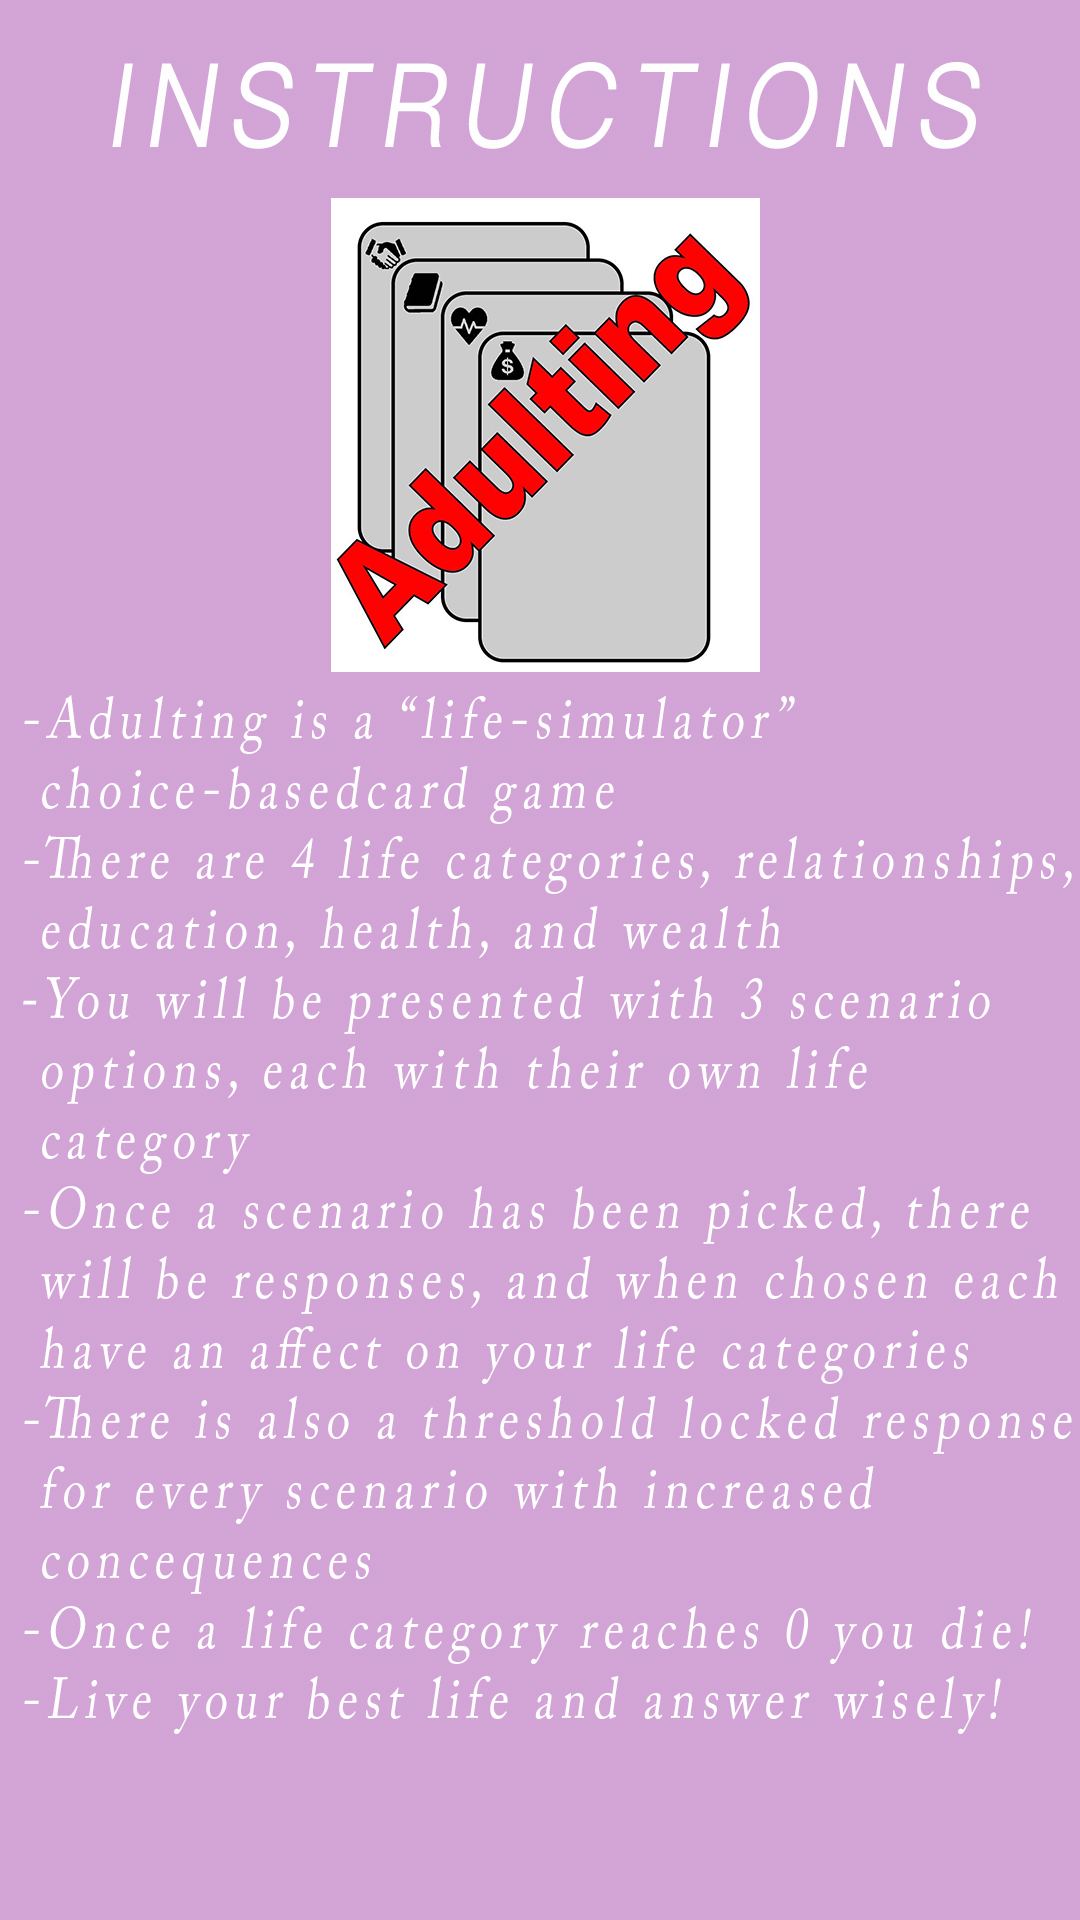 INSTRUCTIONS
$
Adulting
-Adulting is a “life-simulator”
choice-basedcard game
-There are 4 life categories, relationships,
education, health, and wealth
-You will be presented with 3 scenario
options, each with their own life
category
-Once a scenario has been picked, there
will be responses, and when chosen each
have an affect on your life categories
-There is also a threshold locked response
for every scenario with increased
concequences
-Once a life category reaches 0 you die!
-Live your best life and answer wisely!